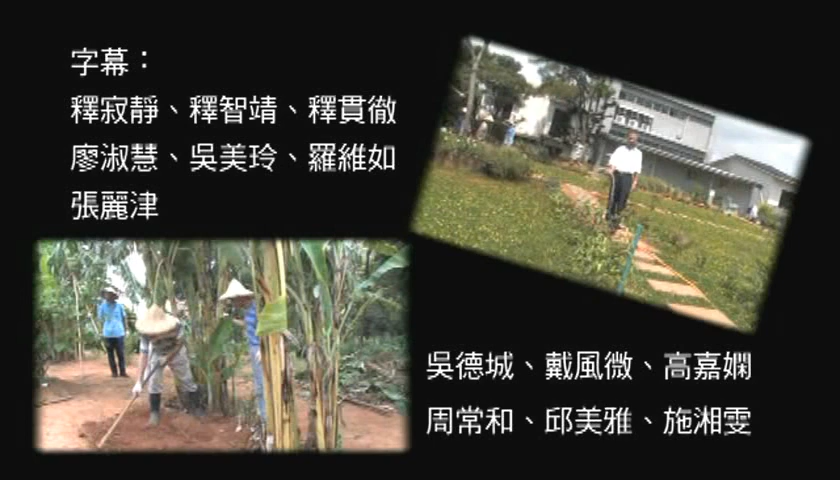 字幕：
釋寂靜、釋智靖、釋貫徹
廖淑慧、吳美玲、羅維如
張麗津
吳德城、戴風微、高嘉嫻
周常和、邱美雅、施湘雯